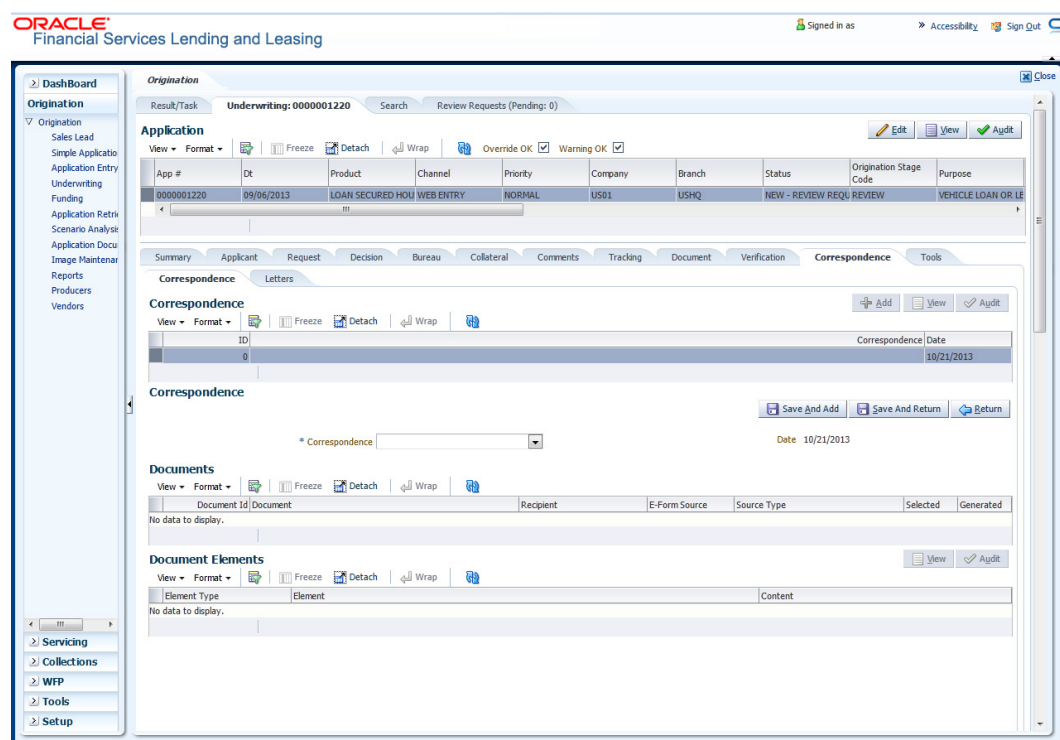 ORACLE
Financial Services Lending and Leasing
Signed in as
» Accessibility
Sign Out
DashBoard
Origination
Origination
Sales Lead
Simple Applicatio
Application Entry
Underwriting
Funding
Application Retri
Scenario Analysis
Application Docu
Image Maintenar
Reports
Producers
Vendors
Servicing
Collections
WFP
Tools
Setup
Origination
Close
Result/Task Underwriting: 0000001220 Search Review Requests (Pending: 0)
Application
Edit View Audit
View Format Freeze Detach Wrap Override OK Warning OK
App # Dt Product Channel Priority Company Branch Status Origination Stage Code Purpose
0000001220 09/06/2013 LOAN SECURED HOU WEB ENTRY NORMAL US01 USHQ NEW - REVIEW REQU REVIEW VEHICLE LOAN OR LE
Summary Applicant Request Decision Bureau Collateral Comments Tracking Document Verification Correspondence Tools
Correspondence Letters
Correspondence
Add View Audit
View Format Freeze Detach Wrap
ID Correspondence Date
0 10/21/2013
Correspondence
Save And Add Save And Return Return
* Correspondence Date 10/21/2013
Documents
View Format Freeze Detach Wrap
Document Id Document Recipient E-Form Source Source Type Selected Generated
No data to display.
Document Elements
View Audit
View Format Freeze Detach Wrap
Element Type Element Content
No data to display.